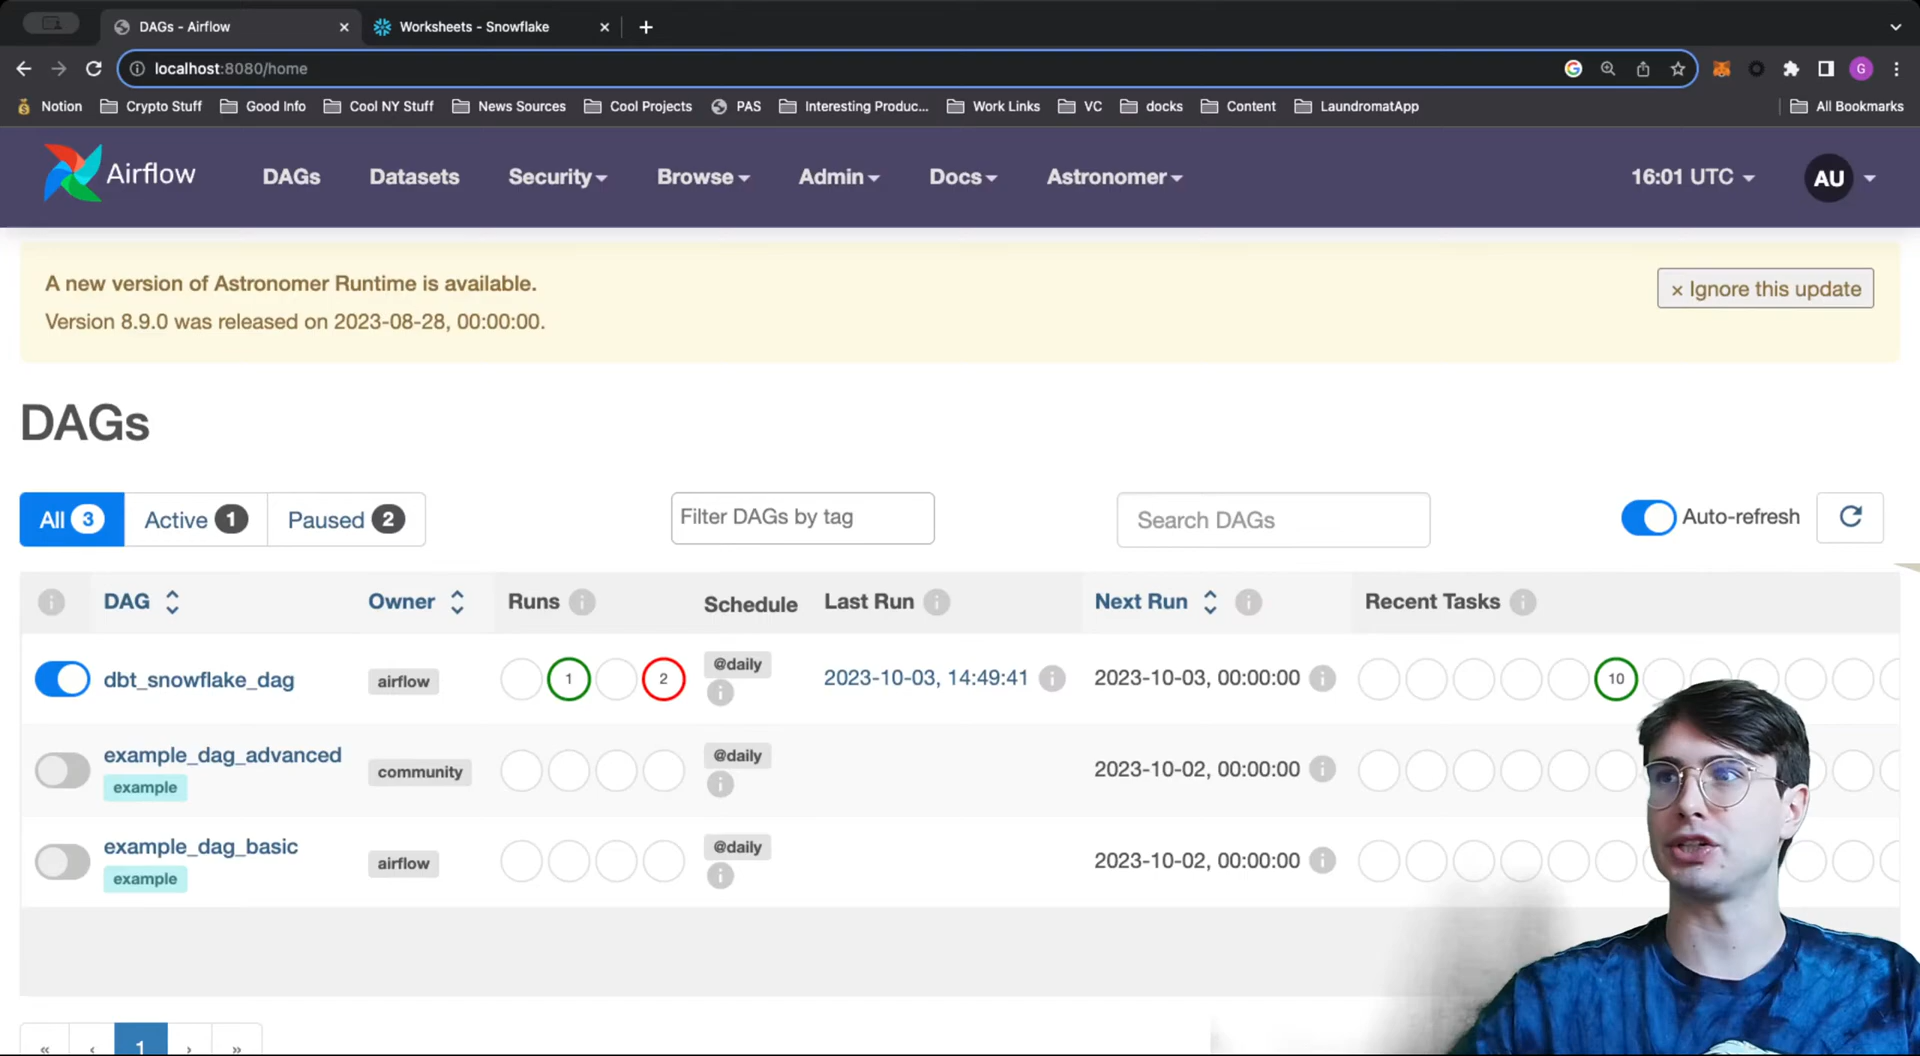 DAGs - Airflow
Worksheets - Snowflake
localhost:8080/home
G
Notion
Crypto Stuff
Good Info
Cool NY Stuff
News Sources
Cool Projects
PAS
Interesting Produc...
Work Links
VC
docks
Content
LaundromatApp
All Bookmarks
Airflow
DAGs
Datasets
Security
Browse
Admin
Docs
Astronomer
16:01 UTC
AU
A new version of Astronomer Runtime is available.
Version 8.9.0 was released on 2023-08-28, 00:00:00.
× Ignore this update
DAGs
All 3
Active 1
Paused 2
Filter DAGs by tag
Search DAGs
Auto-refresh
DAG
Owner
Runs
Schedule
Last Run
Next Run
Recent Tasks
dbt_snowflake_dag
airflow
1
2
@daily
2023-10-03, 14:49:41
2023-10-03, 00:00:00
10
example_dag_advanced
example
community
@daily
2023-10-02, 00:00:00
example_dag_basic
example
airflow
@daily
2023-10-02, 00:00:00
« ‹ 1 › »